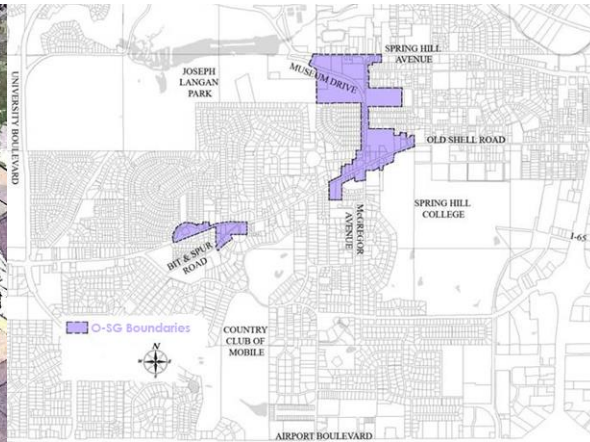 SPRING HILL
AVENUE
MUSEUM DRIVE
JOSEPH
LANGAN
PARK
UNIVERSITY BOULEVARD
OLD SHELL ROAD
McGREGOR
AVENUE
SPRING HILL
COLLEGE
I-65
BIT & SPUR
ROAD
O-SG Boundaries
COUNTRY
CLUB OF
MOBILE
N
W
E
S
AIRPORT BOULEVARD